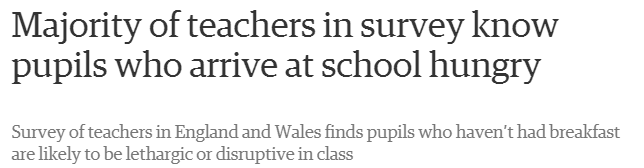 Majority of teachers in survey know
pupils who arrive at school hungry
Survey of teachers in England and Wales finds pupils who haven’t had breakfast
are likely to be lethargic or disruptive in class